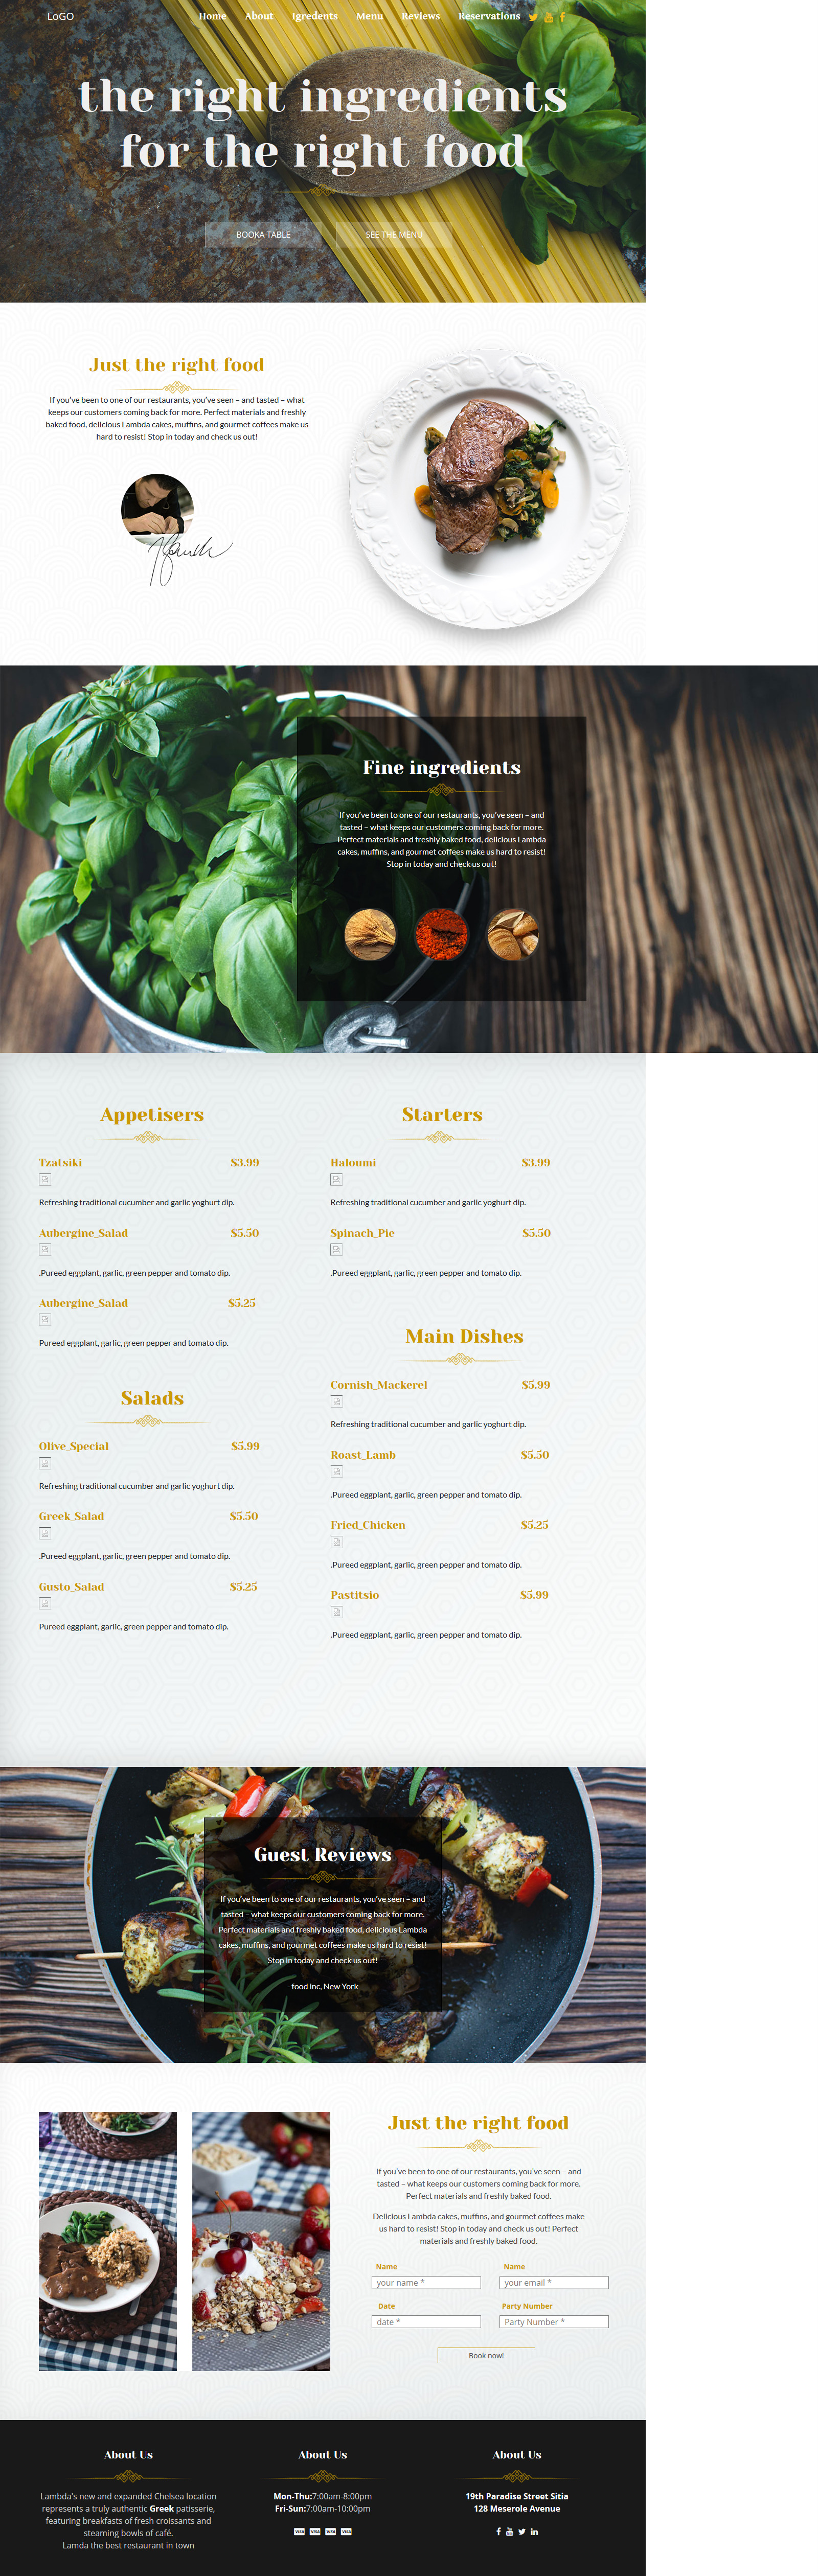 LoGO
Home About Igredents Menu Reviews Reservations
the right ingredients
for the right food
BOOKA TABLE SEE THE MENU
Just the right food
If you've been to one of our restaurants, you've seen – and tasted – what
keeps our customers coming back for more. Perfect materials and freshly
baked food, delicious Lambda cakes, muffins, and gourmet coffees make us
hard to resist! Stop in today and check us out!
Fine ingredients
If you've been to one of our restaurants, you've seen – and
tasted – what keeps our customers coming back for more.
Perfect materials and freshly baked food, delicious Lambda
cakes, muffins, and gourmet coffees make us hard to resist!
Stop in today and check us out!
Appetisers
Tzatsiki $3.99
Refreshing traditional cucumber and garlic yoghurt dip.
Aubergine_Salad $5.50
.Pureed eggplant, garlic, green pepper and tomato dip.
Aubergine_Salad $5.25
Pureed eggplant, garlic, green pepper and tomato dip.
Salads
Olive_Special $5.99
Refreshing traditional cucumber and garlic yoghurt dip.
Greek_Salad $5.50
.Pureed eggplant, garlic, green pepper and tomato dip.
Gusto_Salad $5.25
Pureed eggplant, garlic, green pepper and tomato dip.
Starters
Haloumi $3.99
Refreshing traditional cucumber and garlic yoghurt dip.
Spinach_Pie $5.50
.Pureed eggplant, garlic, green pepper and tomato dip.
Main Dishes
Cornish_Mackerel $5.99
Refreshing traditional cucumber and garlic yoghurt dip.
Roast_Lamb $5.50
.Pureed eggplant, garlic, green pepper and tomato dip.
Fried_Chicken $5.25
.Pureed eggplant, garlic, green pepper and tomato dip.
Pastitsio $5.99
.Pureed eggplant, garlic, green pepper and tomato dip.
Guest Reviews
If you've been to one of our restaurants, you've seen – and
tasted – what keeps our customers coming back for more.
Perfect materials and freshly baked food, delicious Lambda
cakes, muffins, and gourmet coffees make us hard to resist!
Stop in today and check us out!
- food inc, New York
Just the right food
If you've been to one of our restaurants, you've seen – and
tasted – what keeps our customers coming back for more.
Perfect materials and freshly baked food.
Delicious Lambda cakes, muffins, and gourmet coffees make
us hard to resist! Stop in today and check us out! Perfect
materials and freshly baked food.
Name Name
your name * your email *
Date Party Number
date * Party Number *
Book now!
About Us
Lambda's new and expanded Chelsea location
represents a truly authentic Greek patisserie,
featuring breakfasts of fresh croissants and
steaming bowls of café.
Lamda the best restaurant in town
About Us
Mon-Thu:7:00am-8:00pm
Fri-Sun:7:00am-10:00pm
VISA VISA VISA VISA
About Us
19th Paradise Street Sitia
128 Meserole Avenue